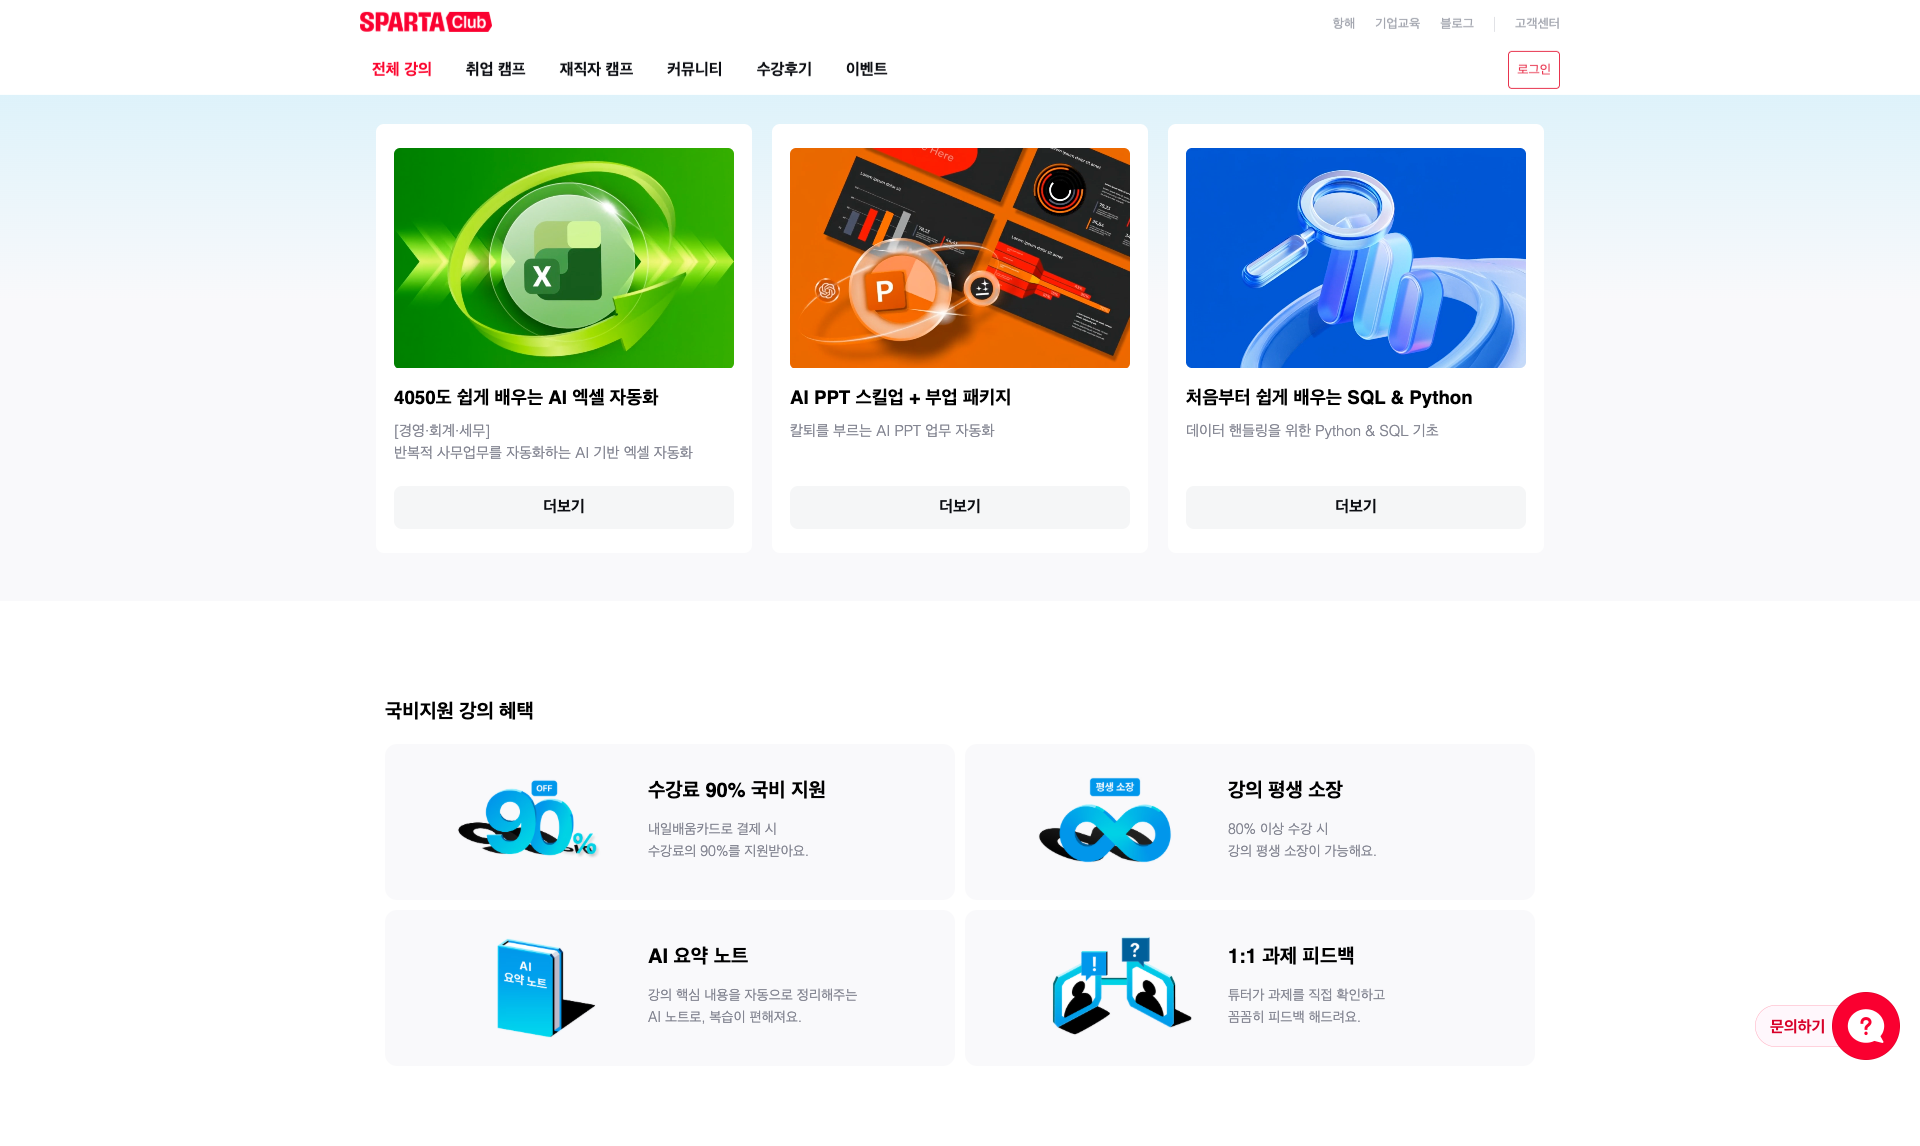 SPARTA Club
항해
기업교육
블로그
고객센터
전체 강의
취업 캠프
재직자 캠프
커뮤니티
수강후기
이벤트
로그인
X
Here
Lorem ipsum dolor sit
P
4050도 쉽게 배우는 AI 엑셀 자동화
[경영·회계·세무]
반복적 사무업무를 자동화하는 AI 기반 엑셀 자동화
더보기
AI PPT 스킬업 + 부업 패키지
칼퇴를 부르는 AI PPT 업무 자동화
더보기
처음부터 쉽게 배우는 SQL & Python
데이터 핸들링을 위한 Python & SQL 기초
더보기
국비지원 강의 혜택
OFF
90%
수강료 90% 국비 지원
내일배움카드로 결제 시
수강료의 90%를 지원받아요.
평생 소장
강의 평생 소장
80% 이상 수강 시
강의 평생 소장이 가능해요.
AI
요약 노트
AI 요약 노트
강의 핵심 내용을 자동으로 정리해주는
AI 노트로, 복습이 편해져요.
!
?
1:1 과제 피드백
튜터가 과제를 직접 확인하고
꼼꼼히 피드백 해드려요.
문의하기
?